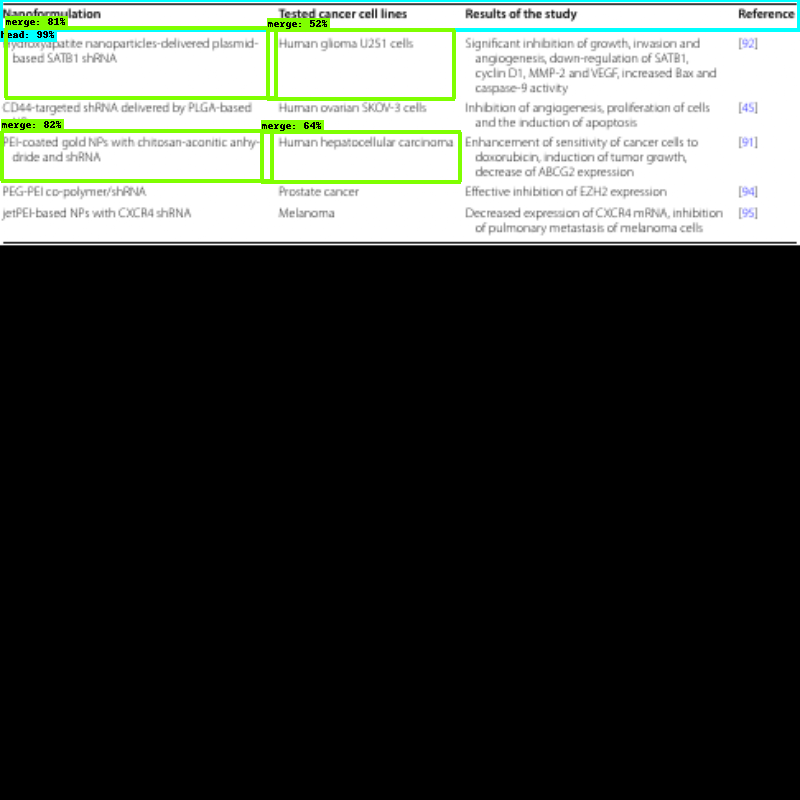 Nanoformulation Tested cancer cell lines Results of the study Reference
merge: 81% merge: 52%
head: 99%
Hydroxyapatite nanoparticles-delivered plasmid- Human glioma U251 cells Significant inhibition of growth, invasion and [92]
based SATB1 shRNA angiogenesis, down-regulation of SATB1,
cyclin D1, MMP-2 and VEGF, increased Bax and
caspase-9 activity
CD44-targeted shRNA delivered by PLGA-based Human ovarian SKOV-3 cells Inhibition of angiogenesis, proliferation of cells [45]
and the induction of apoptosis
merge: 82% merge: 64%
PEI-coated gold NPs with chitosan-aconitic anhy- Human hepatocellular carcinoma Enhancement of sensitivity of cancer cells to [91]
dride and shRNA doxorubicin, induction of tumor growth,
decrease of ABCG2 expression
PEG-PEI co-polymer/shRNA Prostate cancer Effective inhibition of EZH2 expression [94]
jetPEI-based NPs with CXCR4 shRNA Melanoma Decreased expression of CXCR4 mRNA, inhibition [95]
of pulmonary metastasis of melanoma cells